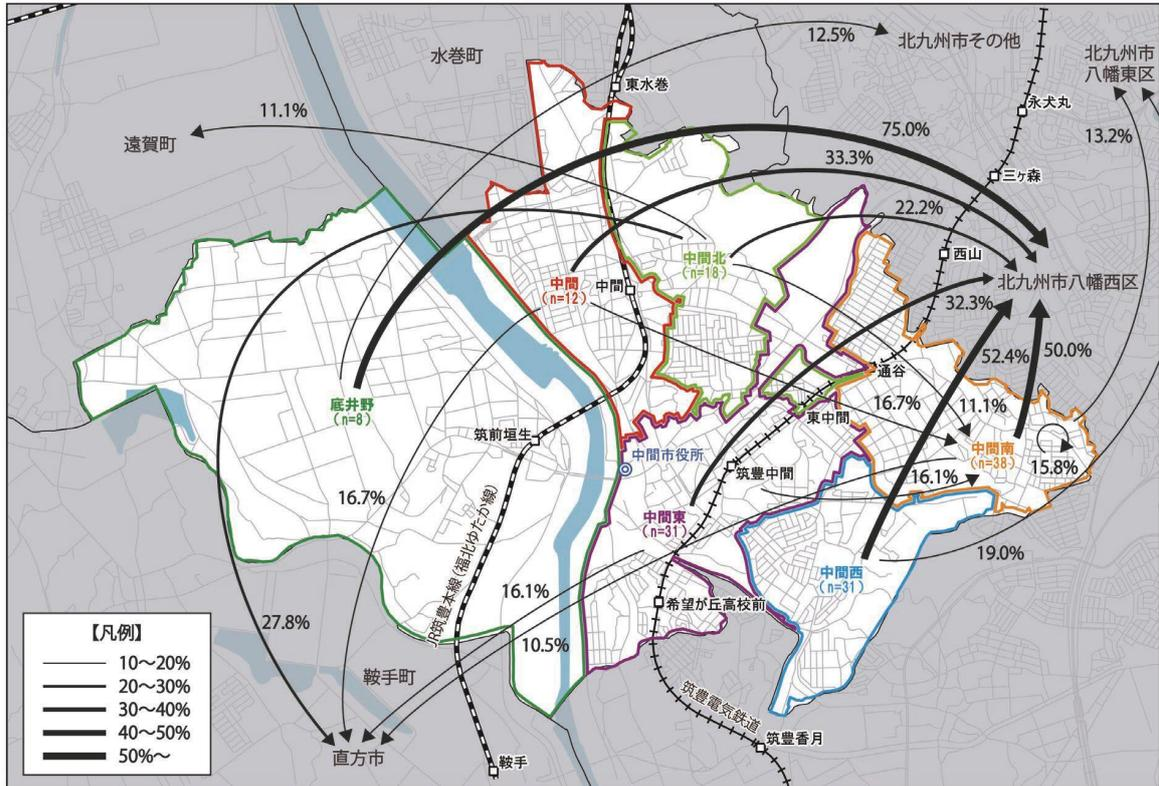 12.5%
北九州市その他
北九州市
八幡東区
水巻町
東水巻
永犬丸
11.1%
遠賀町
75.0%
13.2%
33.3%
三ヶ森
22.2%
西山
中間北
(n=18)
中間
(n=12)
中間
北九州市八幡西区
32.3%
52.4%
50.0%
通谷
底井野
(n=8)
16.7%
11.1%
東中間
筑前垣生
中間市役所
中間南
(n=38)
15.8%
筑豊中間
16.1%
16.7%
中間東
(n=31)
JR筑豊本線(福北ゆたか線)
19.0%
中間西
(n=31)
16.1%
希望が丘高校前
27.8%
10.5%
【凡例】
10～20%
20～30%
30～40%
40～50%
50%～
鞍手町
筑豊電気鉄道
直方市
鞍手
筑豊香月